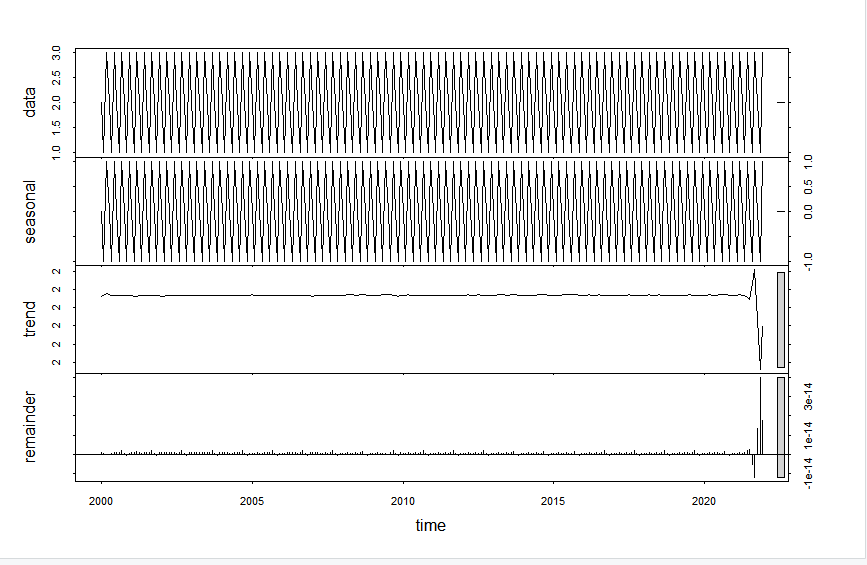 data
1.0 1.5 2.0 2.5 3.0
seasonal
-1.0 0.0 0.5 1.0
trend
2 2 2 2 2 2
remainder
-1e-14 1e-14 3e-14
2000 2005 2010 2015 2020
time